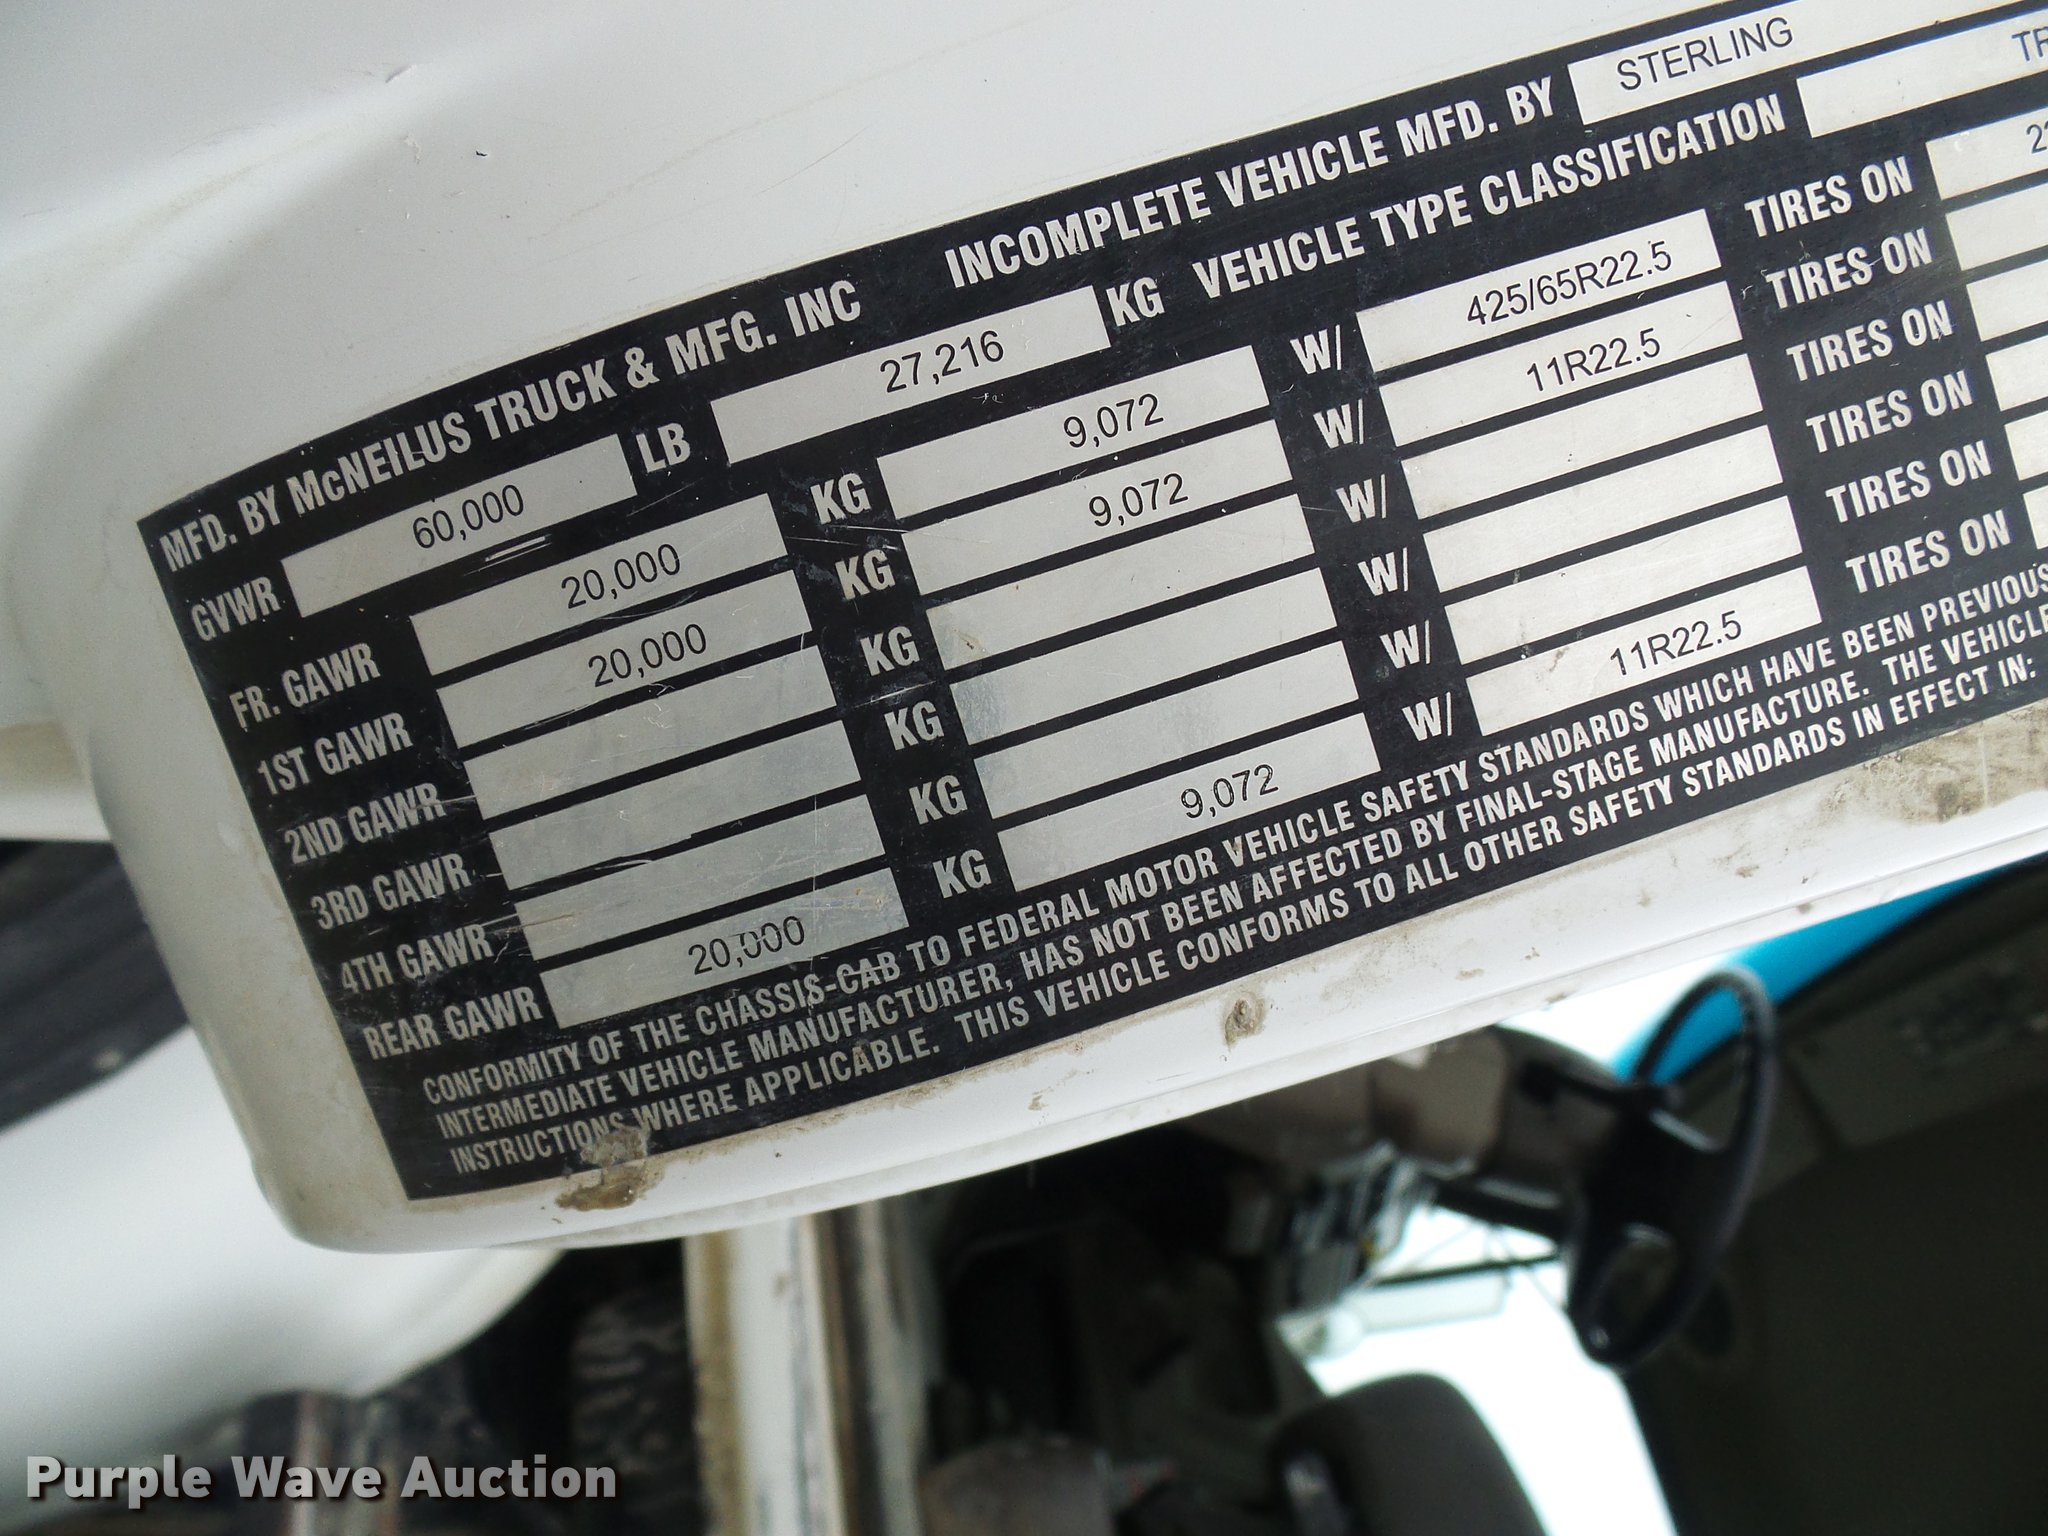 MFD. BY McNEILUS TRUCK & MFG. INC INCOMPLETE VEHICLE MFD. BY STERLING
GVWR 60,000 LB 27,216 KG VEHICLE TYPE CLASSIFICATION
FR. GAWR 20,000 KG 9,072 W/ 425/65R22.5 TIRES ON
1ST GAWR 20,000 KG 9,072 W/ 11R22.5 TIRES ON
2ND GAWR KG W/ TIRES ON
3RD GAWR KG W/ TIRES ON
4TH GAWR KG W/ TIRES ON
REAR GAWR 20,000 KG 9,072 W/ 11R22.5 TIRES ON
CONFORMITY OF THE CHASSIS-CAB TO FEDERAL MOTOR VEHICLE SAFETY STANDARDS WHICH HAVE BEEN PREVIOUS
INTERMEDIATE VEHICLE MANUFACTURER, HAS NOT BEEN AFFECTED BY FINAL-STAGE MANUFACTURE. THE VEHICLE
INSTRUCTIONS WHERE APPLICABLE. THIS VEHICLE CONFORMS TO ALL OTHER SAFETY STANDARDS IN EFFECT IN:
Purple Wave Auction